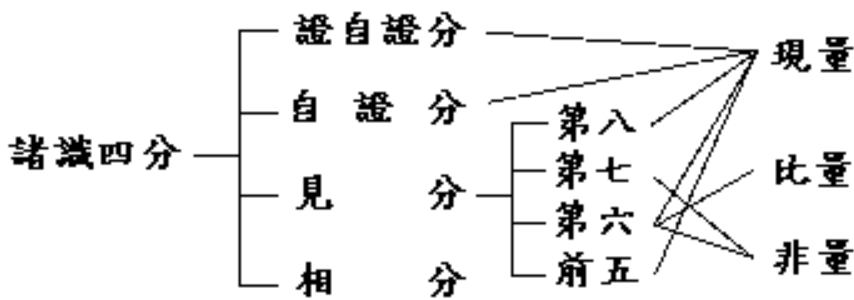 證自證分
現量
自證分
第八
諸識四分
第七
比量
見分
第六
非量
前五
相分